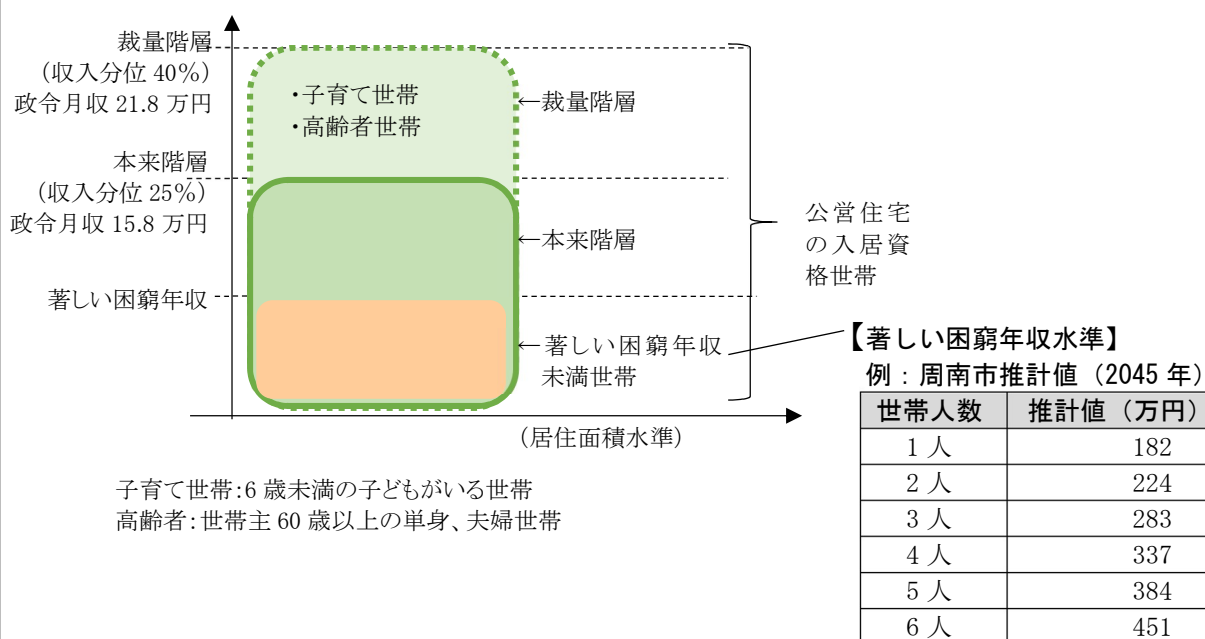 裁量階層
（収入分位 40％）
政令月収 21.8 万円
・子育て世帯
・高齢者世帯
←裁量階層
本来階層
（収入分位 25％）
政令月収 15.8 万円
←本来階層
公営住宅
の入居資
格世帯
著しい困窮年収
←著しい困窮年収
未満世帯
（居住面積水準）
【著しい困窮年収水準】
例：周南市推計値（2045 年）
世帯人数 推計値（万円）
1 人 182
2 人 224
3 人 283
4 人 337
5 人 384
6 人 451
子育て世帯：6 歳未満の子どもがいる世帯
高齢者：世帯主 60 歳以上の単身、夫婦世帯